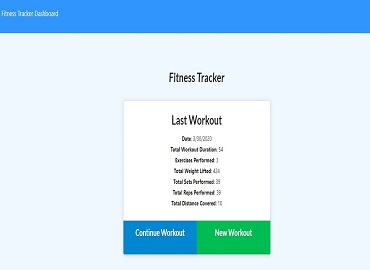 Fitness Tracker Dashboard
Fitness Tracker
Last Workout
Date: 3/30/2020
Total Workout Duration: 54
Exercises Performed: 3
Total Weight Lifted: 424
Total Sets Performed: 39
Total Reps Performed: 39
Total Distance Covered: 10
Continue Workout
New Workout